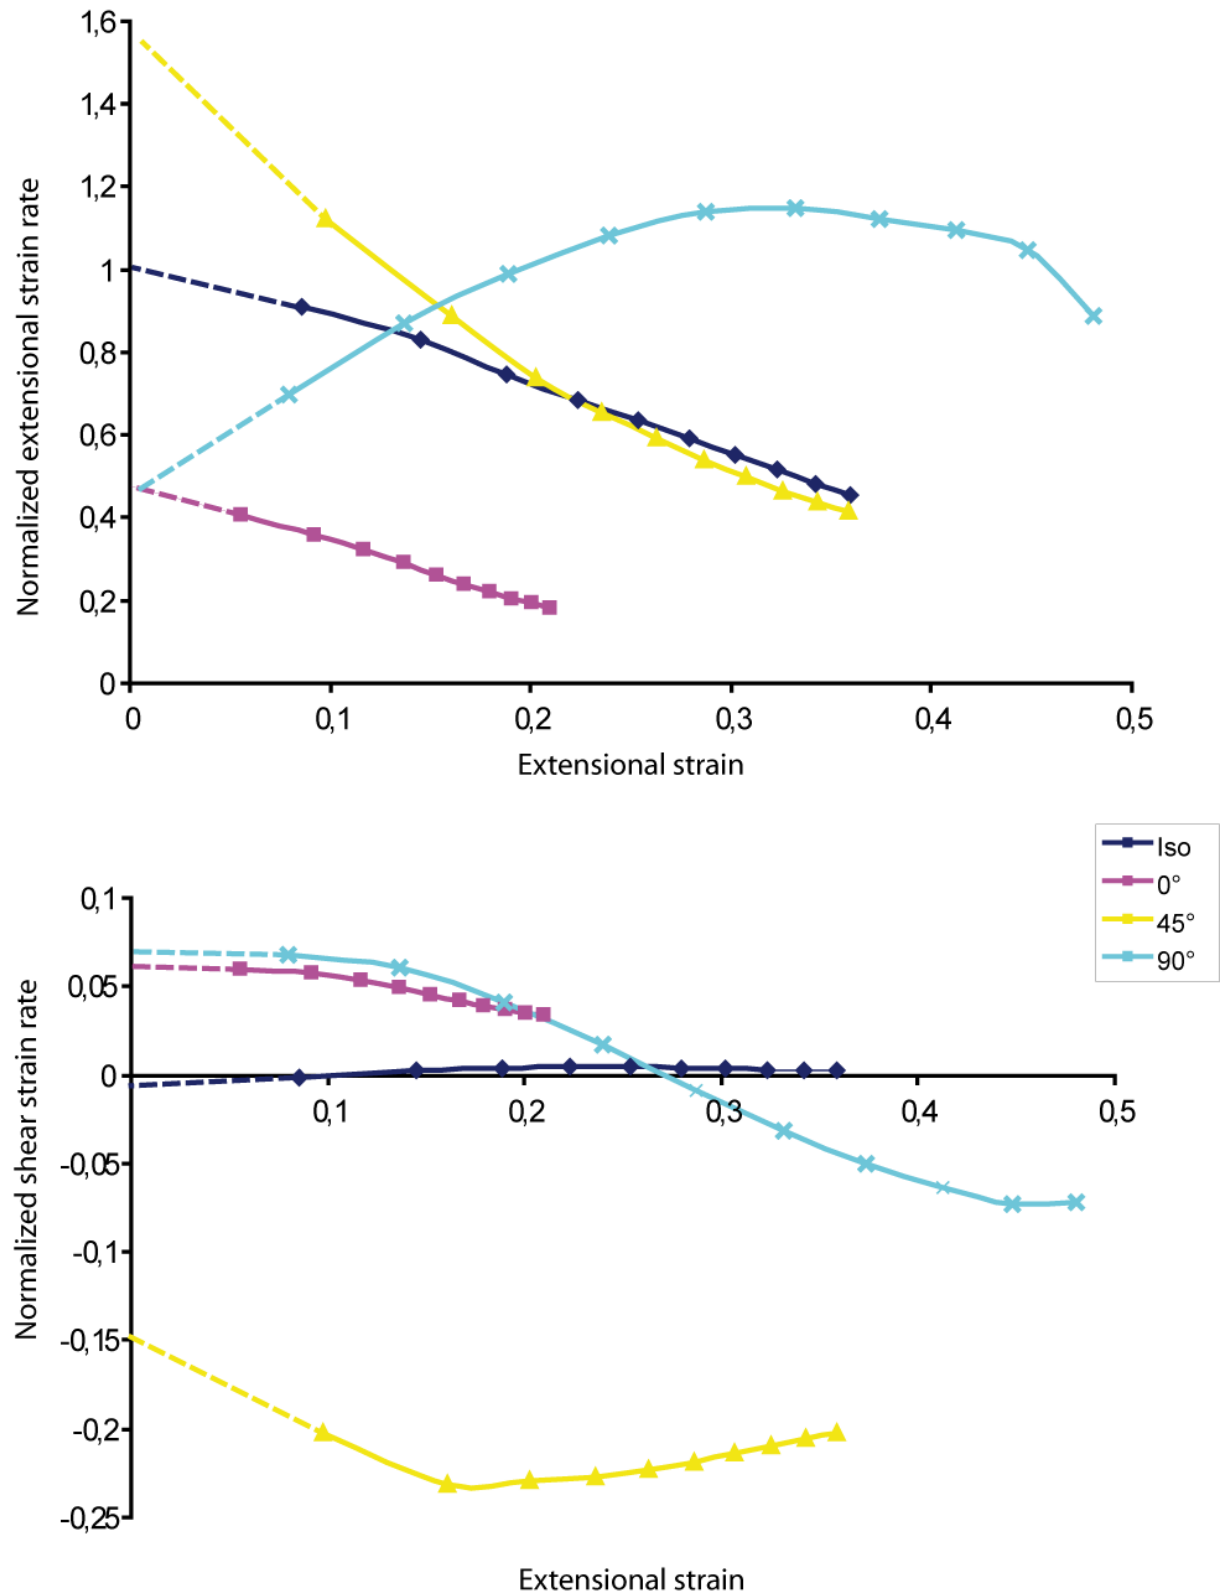 1,6
1,4
1,2
1
0,8
0,6
0,4
0,2
0
Normalized extensional strain rate
0 0,1 0,2 0,3 0,4 0,5
Extensional strain
Iso
0°
45°
90°
0,1
0,05
0
-0,05
-0,1
-0,15
-0,2
-0,25
Normalized shear strain rate
0,1 0,2 0,3 0,4 0,5
Extensional strain